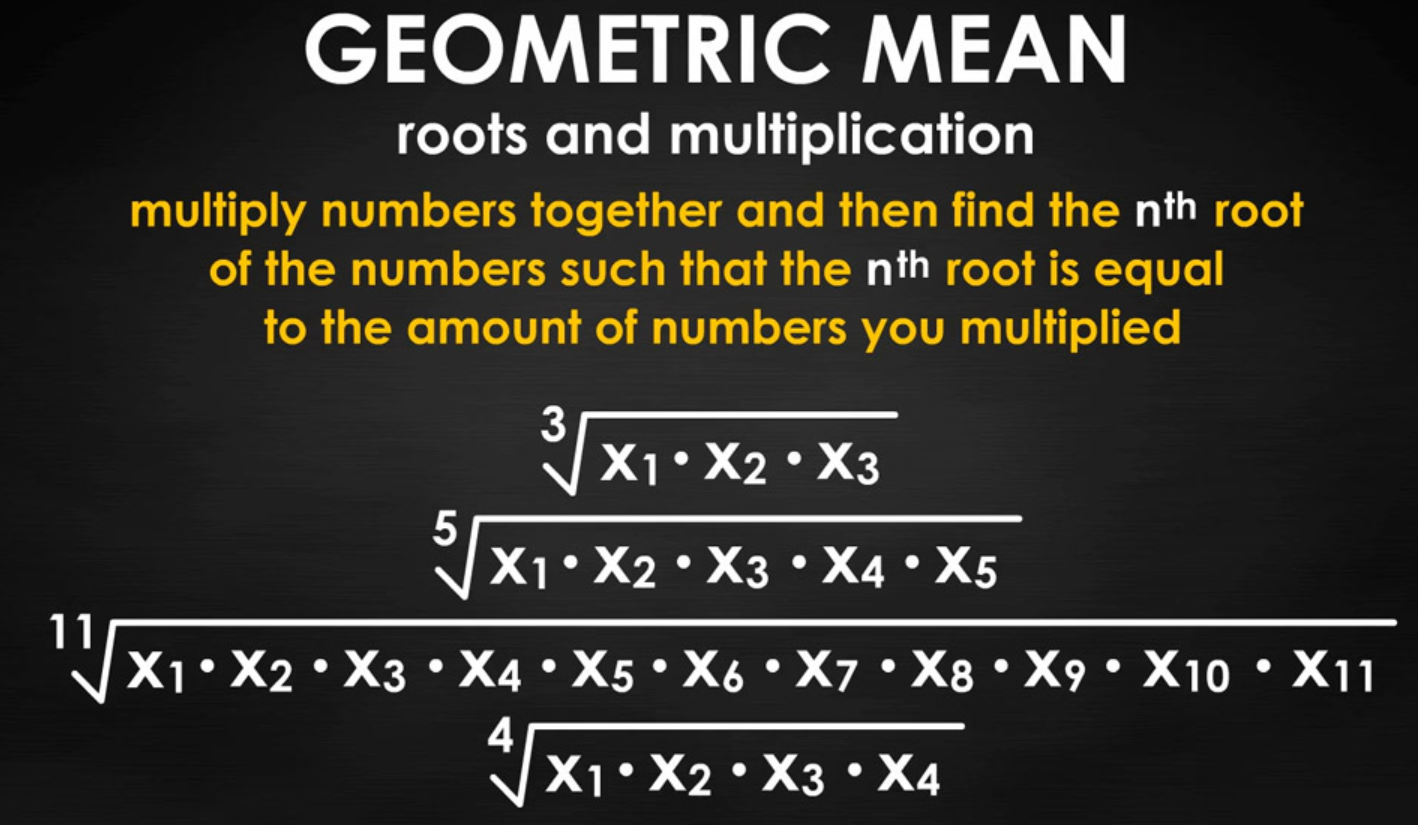 GEOMETRIC MEAN
roots and multiplication
multiply numbers together and then find the nᵗʰ root
of the numbers such that the nᵗʰ root is equal
to the amount of numbers you multiplied
³√X₁ • X₂ • X₃
⁵√X₁ • X₂ • X₃ • X₄ • X₅
¹¹√X₁ • X₂ • X₃ • X₄ • X₅ • X₆ • X₇ • X₈ • X₉ • X₁₀ • X₁₁
⁴√X₁ • X₂ • X₃ • X₄